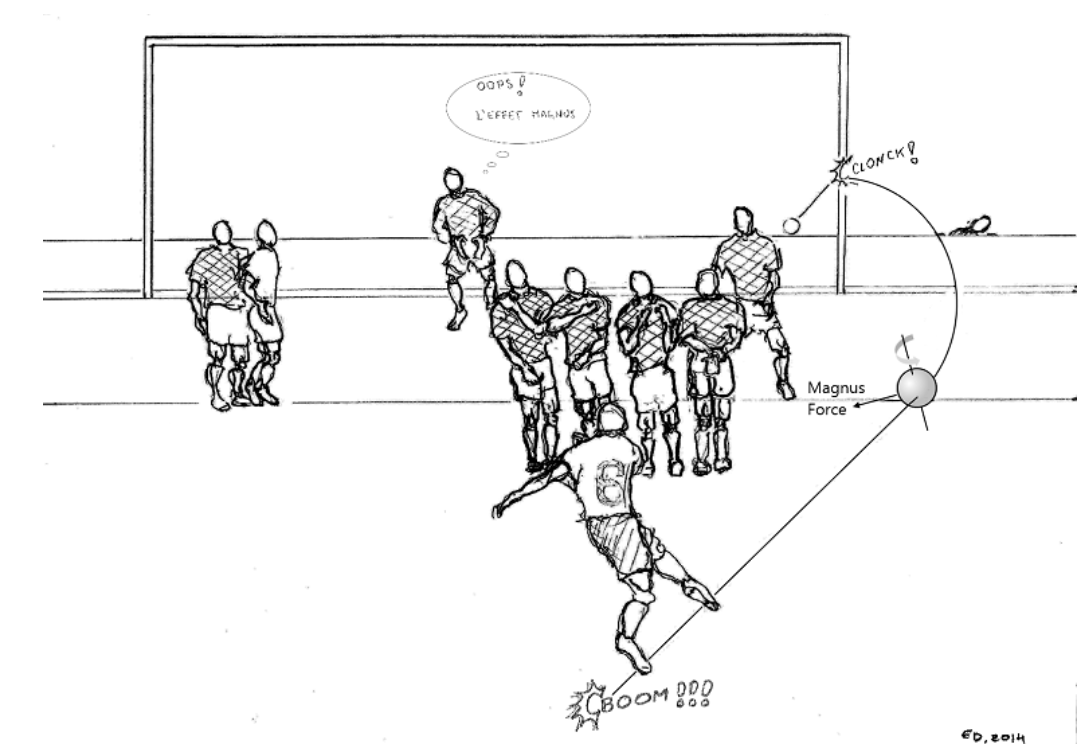 OOPS!
L'EFFET MAGNUS
CLONCK!
Magnus
Force
6
BOOM !!!
ED, 2014